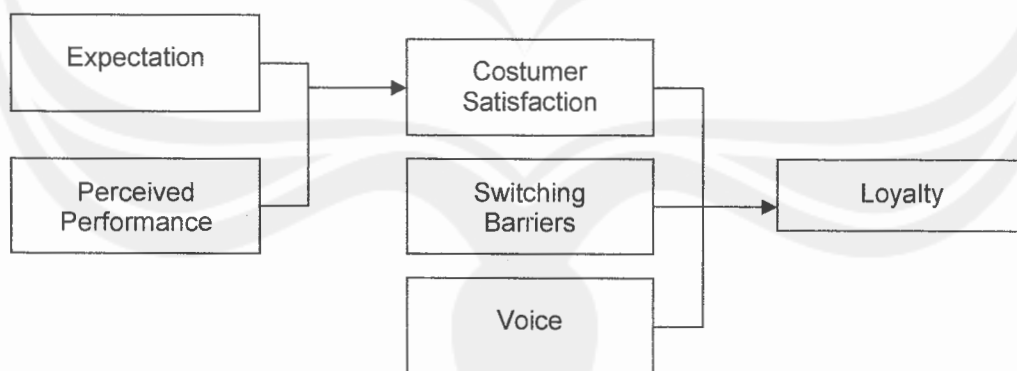 Expectation
Costumer
Satisfaction
Perceived
Performance
Switching
Barriers
Loyalty
Voice